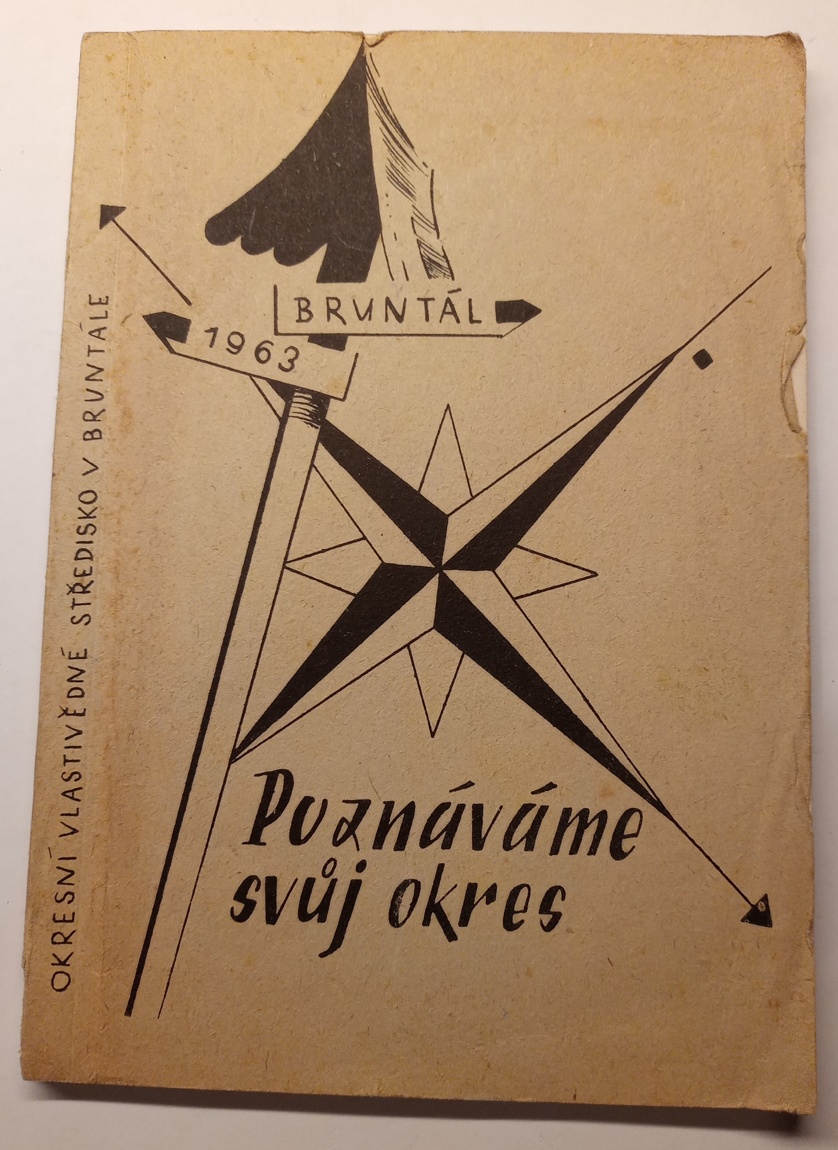 BRUNTÁL
1963
OKRESNÍ VLASTIVĚDNÉ STŘEDISKO V BRUNTÁLE
Poznáváme
svůj okres